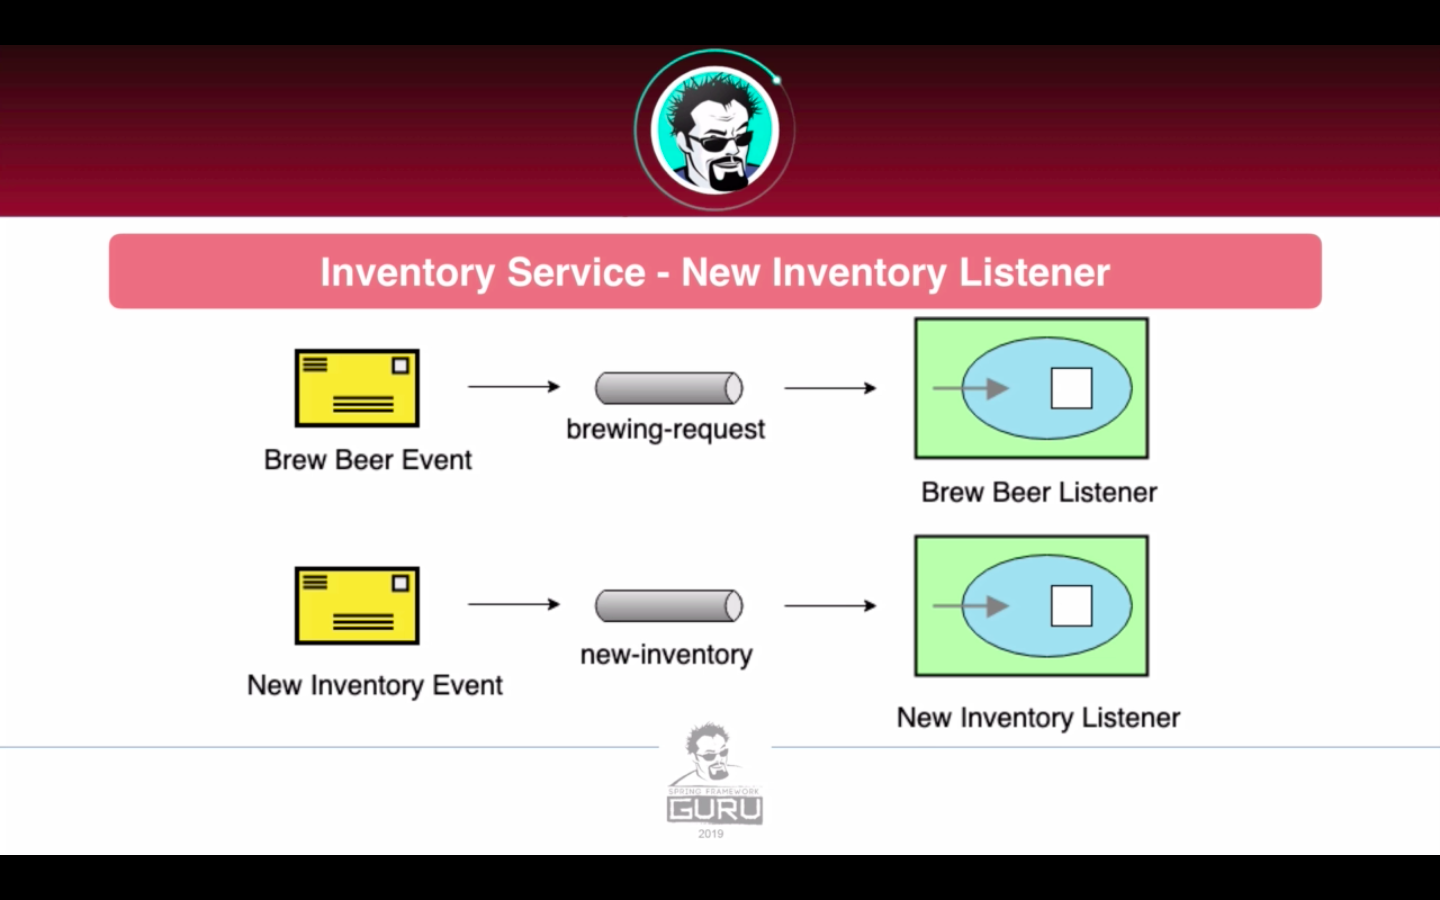 Inventory Service - New Inventory Listener
brewing-request
Brew Beer Event
Brew Beer Listener
new-inventory
New Inventory Event
New Inventory Listener
SPRING FRAMEWORK
GURU
2019